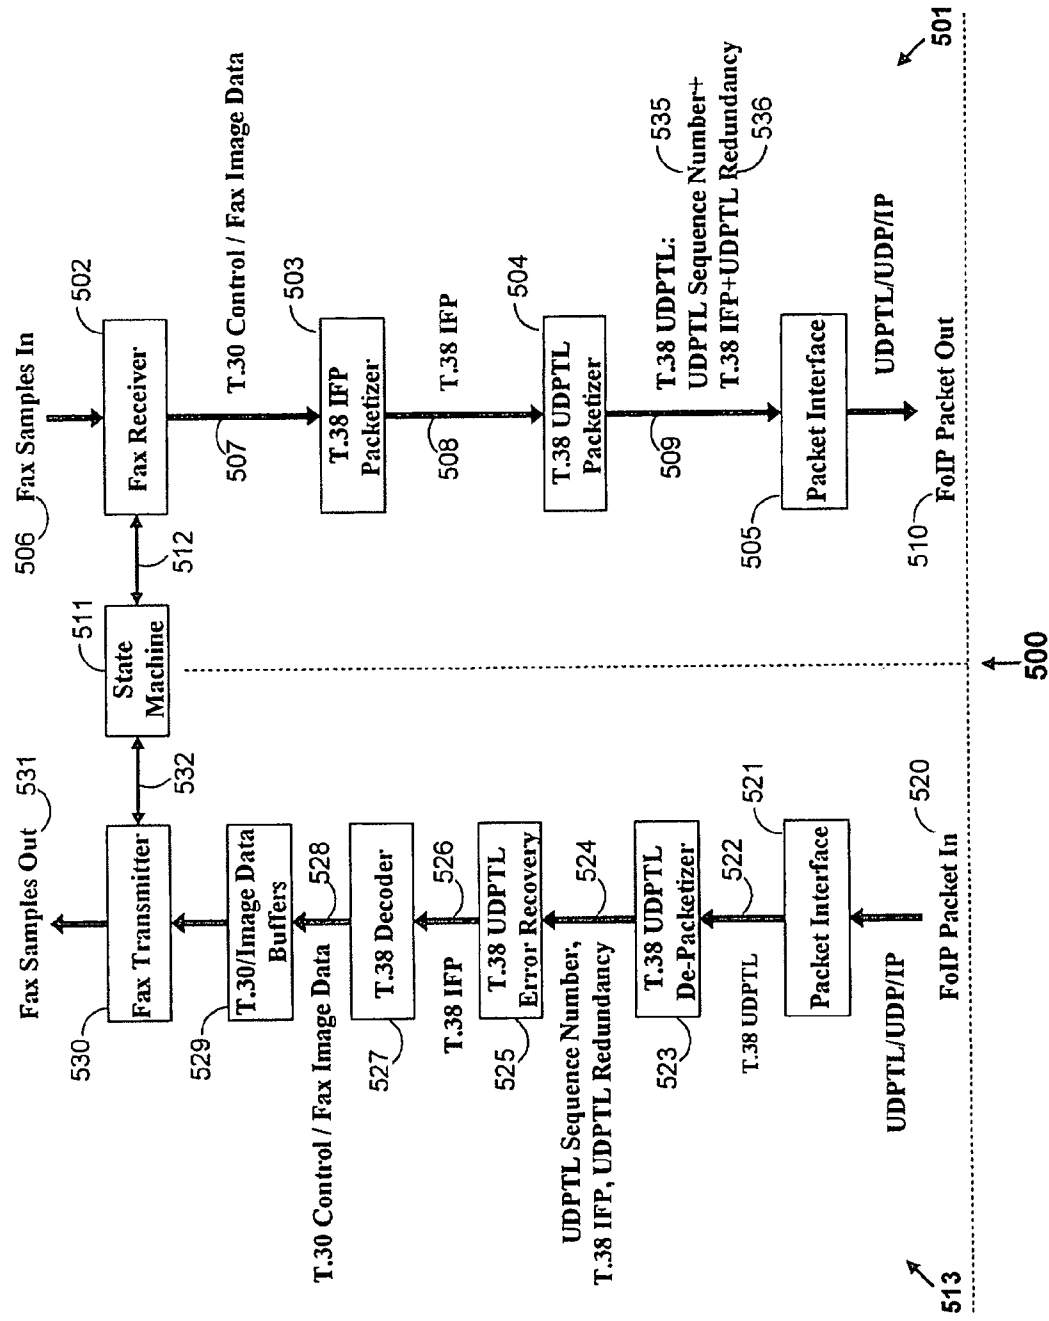 Fax Samples Out
531
530
Fax Transmitter
532
State
Machine
511
512
529
T.30/Image Data
Buffers
T.30 Control / Fax Image Data
528
527
T.38 Decoder
T.38 IFP
526
525
T.38 UDPTL
Error Recovery
UDPTL Sequence Number,
T.38 IFP, UDPTL Redundancy
524
523
T.38 UDPTL
De-Packetizer
T.38 UDPTL
522
Packet Interface
521
UDPTL/UDP/IP
FoIP Packet In
520
513
506
Fax Samples In
Fax Receiver
502
507
T.30 Control / Fax Image Data
T.38 IFP
Packetizer
503
508
T.38 IFP
T.38 UDPTL
Packetizer
504
509
T.38 UDPTL:
UDPTL Sequence Number+
T.38 IFP+UDPTL Redundancy
535
536
505
Packet Interface
UDPTL/UDP/IP
510
FoIP Packet Out
501
500